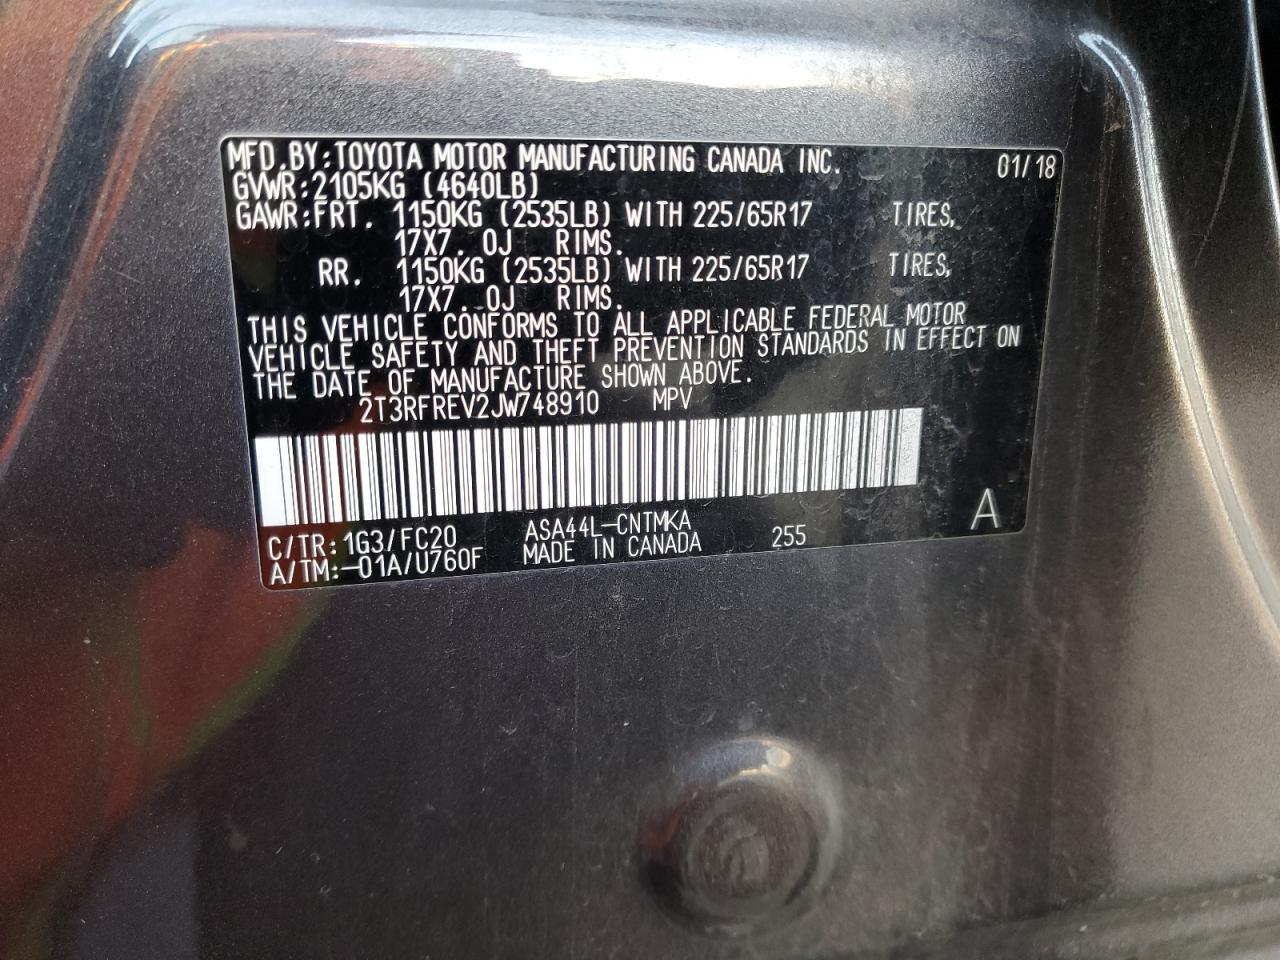 MFD.BY:TOYOTA MOTOR MANUFACTURING CANADA INC. 01/18
GVWR:2105KG (4640LB)
GAWR:FRT. 1150KG (2535LB) WITH 225/65R17 TIRES,
17X7.0J RIMS.
RR. 1150KG (2535LB) WITH 225/65R17 TIRES,
17X7.0J RIMS.
THIS VEHICLE CONFORMS TO ALL APPLICABLE FEDERAL MOTOR
VEHICLE SAFETY AND THEFT PREVENTION STANDARDS IN EFFECT ON
THE DATE OF MANUFACTURE SHOWN ABOVE.
2T3RFREV2JW748910 MPV
C/TR:1G3/FC20 ASA44L-CNTMKA 255 A
A/TM:-01A/U760F MADE IN CANADA